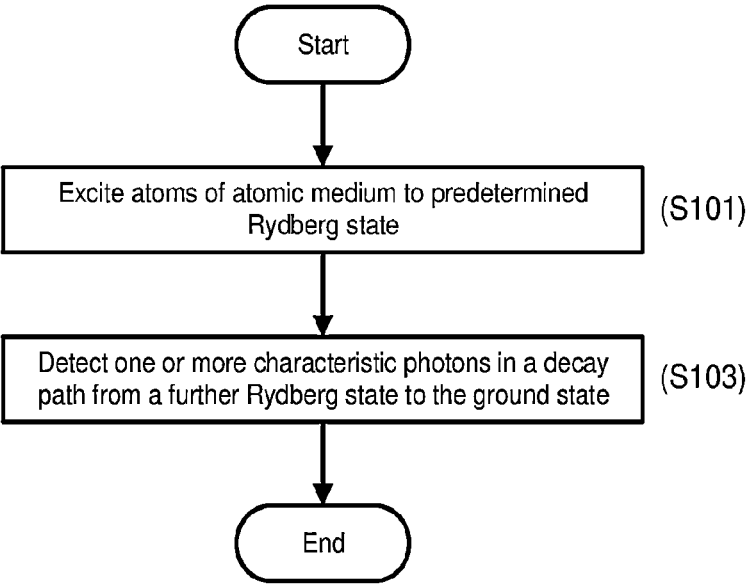 Start
Excite atoms of atomic medium to predetermined
Rydberg state
(S101)
Detect one or more characteristic photons in a decay
path from a further Rydberg state to the ground state
(S103)
End